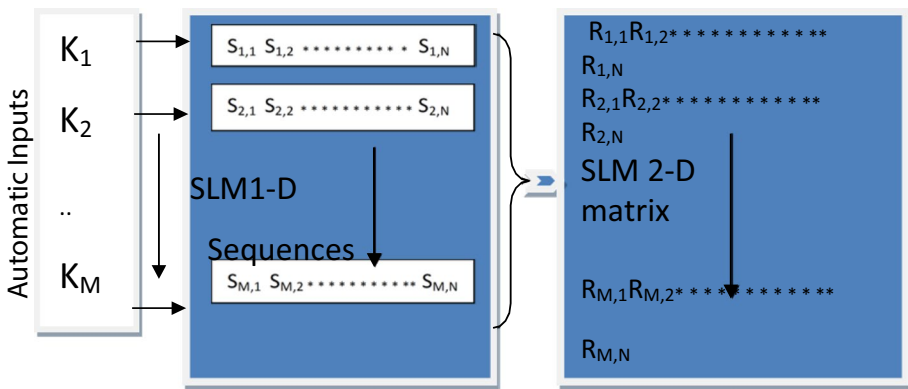 Automatic Inputs
K1
K2
..
KM
S1,1 S1,2 ********** S1,N
S2,1 S2,2 *********** S2,N
SLM1-D
Sequences
SM,1 SM,2 *********** SM,N
R1,1R1,2************
R1,N
R2,1R2,2************
R2,N
SLM 2-D
matrix
RM,1RM,2************
RM,N